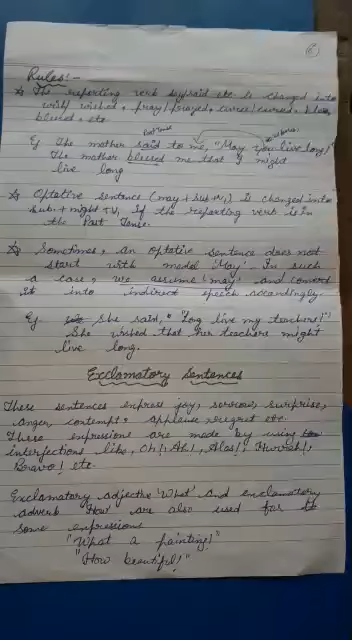 6
Rules:-
☆ The reporting verb say/said etc is changed into
wish/ wished, pray/prayed, curse/cursed, bless,
blessed, etc.
Past Tense
Eg The mother said to me, "May you live long!"
The mother blessed me that I might
live long
☆ Optative sentence (may + sub + V1) is changed into
sub. + might + V1 If the reporting verb is in
the Past Tense.
☆ Sometimes, an optative sentence does not
start with modal 'May'. In such
a case, we assume 'may' and convert
it into indirect speech accordingly.
Eg She said, "Long live my teachers!"
She wished that her teachers might
live long.
Exclamatory Sentences
These sentences express joy, sorrow, surprise,
anger, contempt, applause regret etc.
These expressions are made by using
interfections like, Oh!, Ah!, Alas!, Hurrah!,
Bravo! etc.
Exclamatory adjective 'What' and exclamatory
adverb 'How' are also used for
some expressions
"What a painting!"
"How beautiful!"